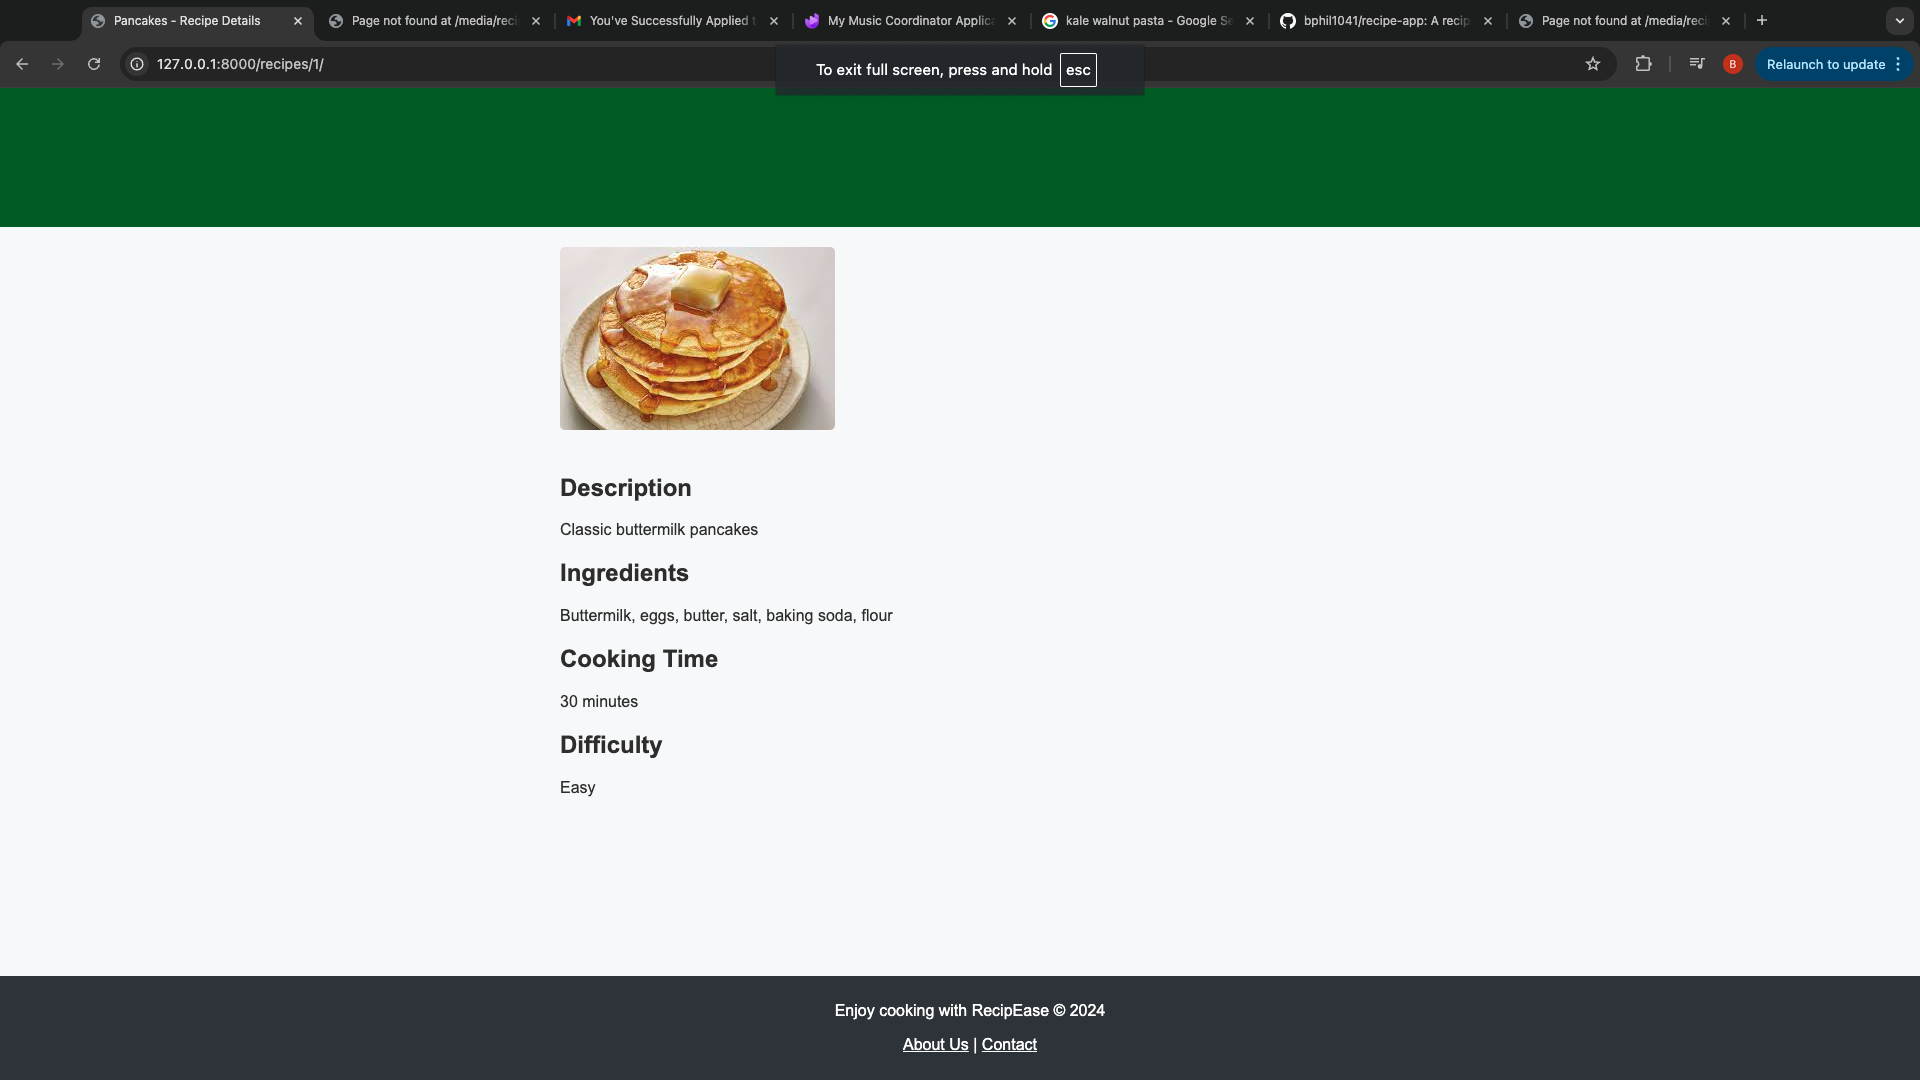 Pancakes - Recipe Details
Page not found at /media/reci
You've Successfully Applied t
My Music Coordinator Applica
kale walnut pasta - Google Se
bphil1041/recipe-app: A recip
Page not found at /media/reci
127.0.0.1:8000/recipes/1/
To exit full screen, press and hold esc
B
Relaunch to update
Description
Classic buttermilk pancakes
Ingredients
Buttermilk, eggs, butter, salt, baking soda, flour
Cooking Time
30 minutes
Difficulty
Easy
Enjoy cooking with RecipEase © 2024
About Us | Contact